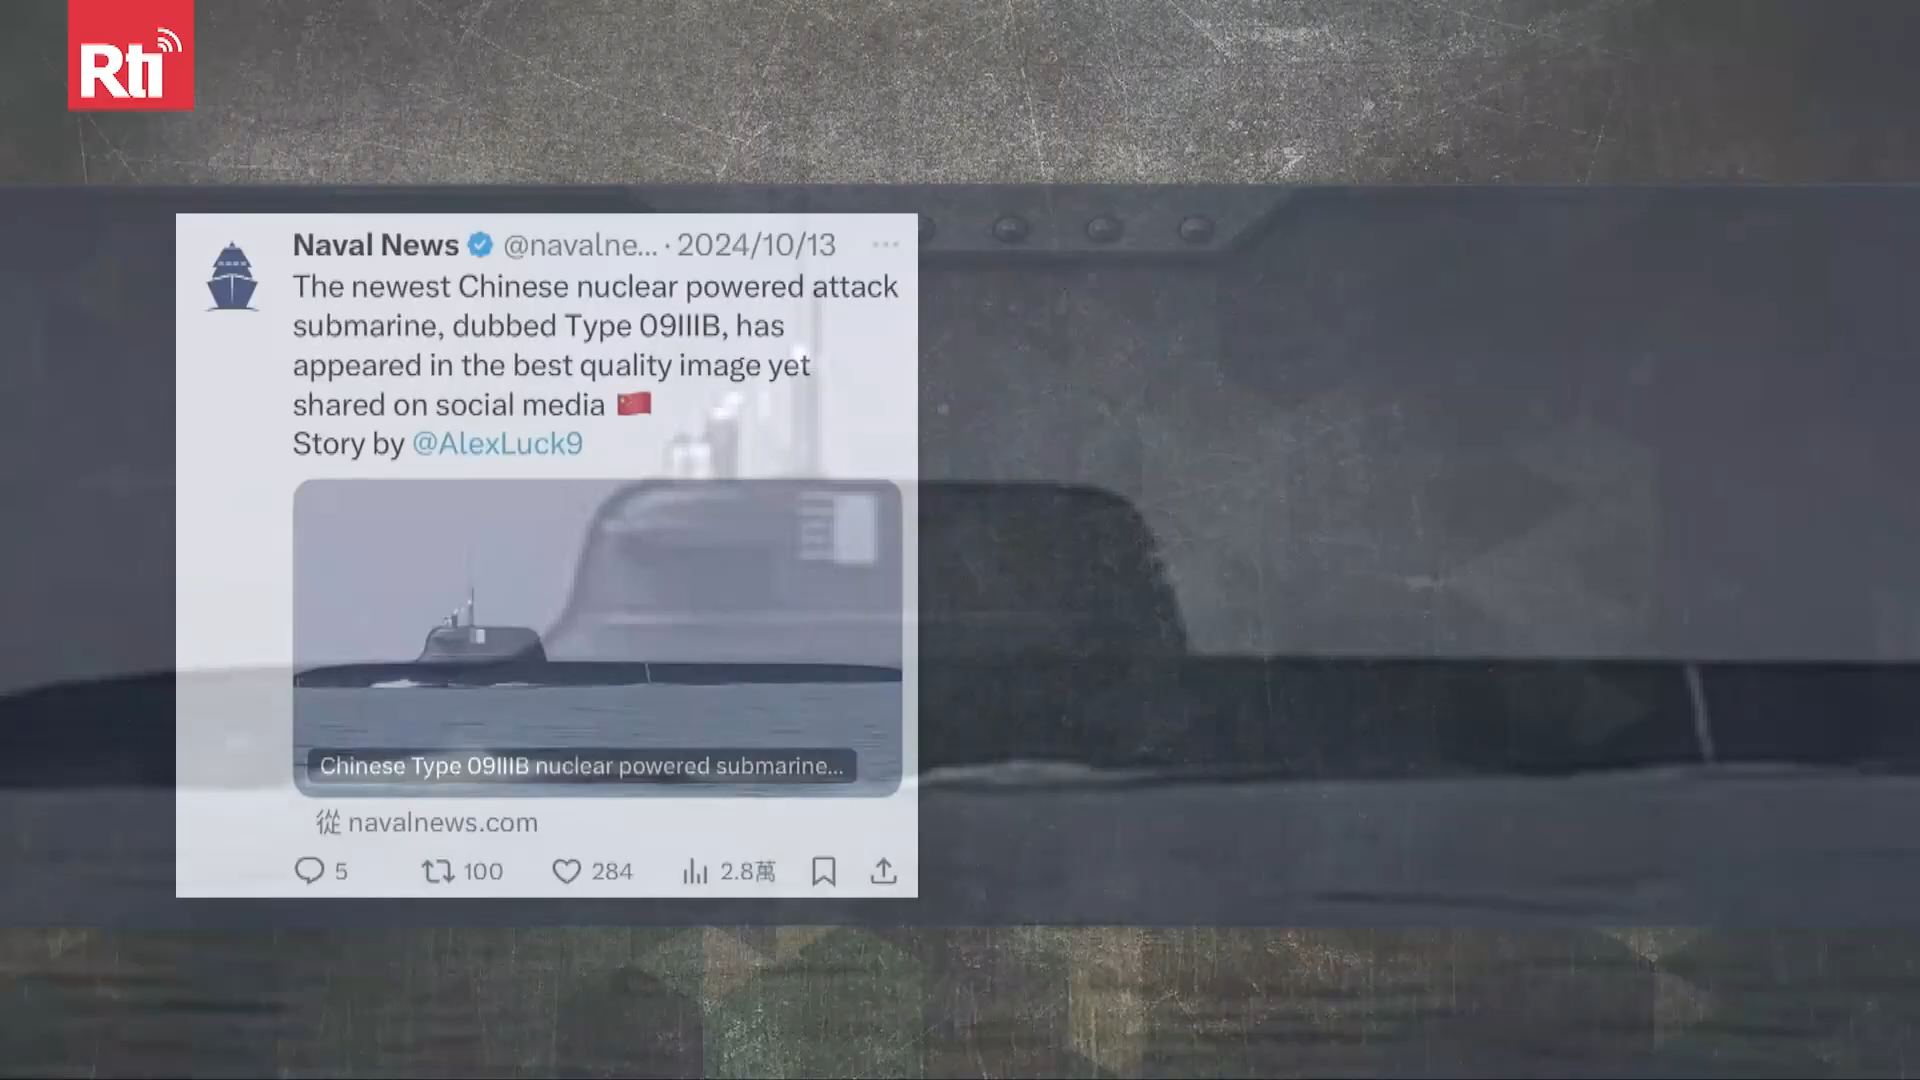 Rti
Naval News @navalne... · 2024/10/13
The newest Chinese nuclear powered attack
submarine, dubbed Type 09IIIB, has
appeared in the best quality image yet
shared on social media 🇨🇳
Story by @AlexLuck9
Chinese Type 09IIIB nuclear powered submarine...
從 navalnews.com
5 100 284 2.8萬